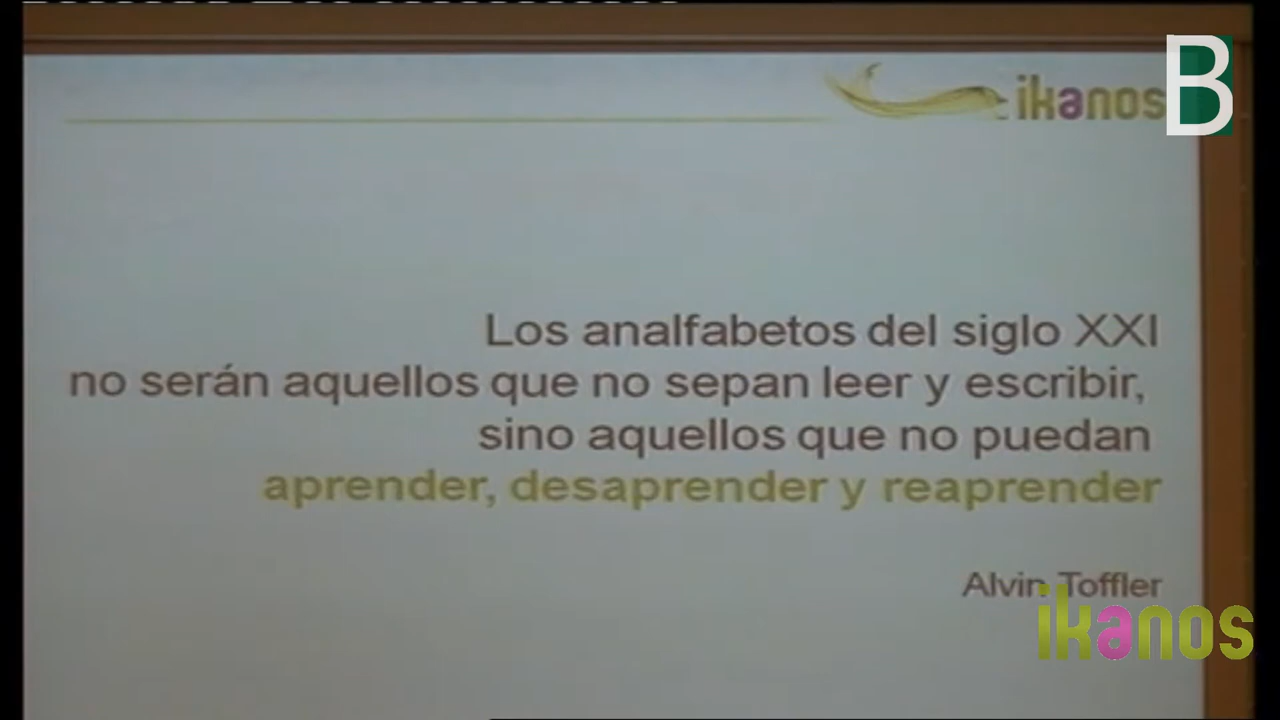 ikanos
B
Los analfabetos del siglo XXI
no serán aquellos que no sepan leer y escribir,
sino aquellos que no puedan
aprender, desaprender y reaprender
Alvin Toffler
ikanos